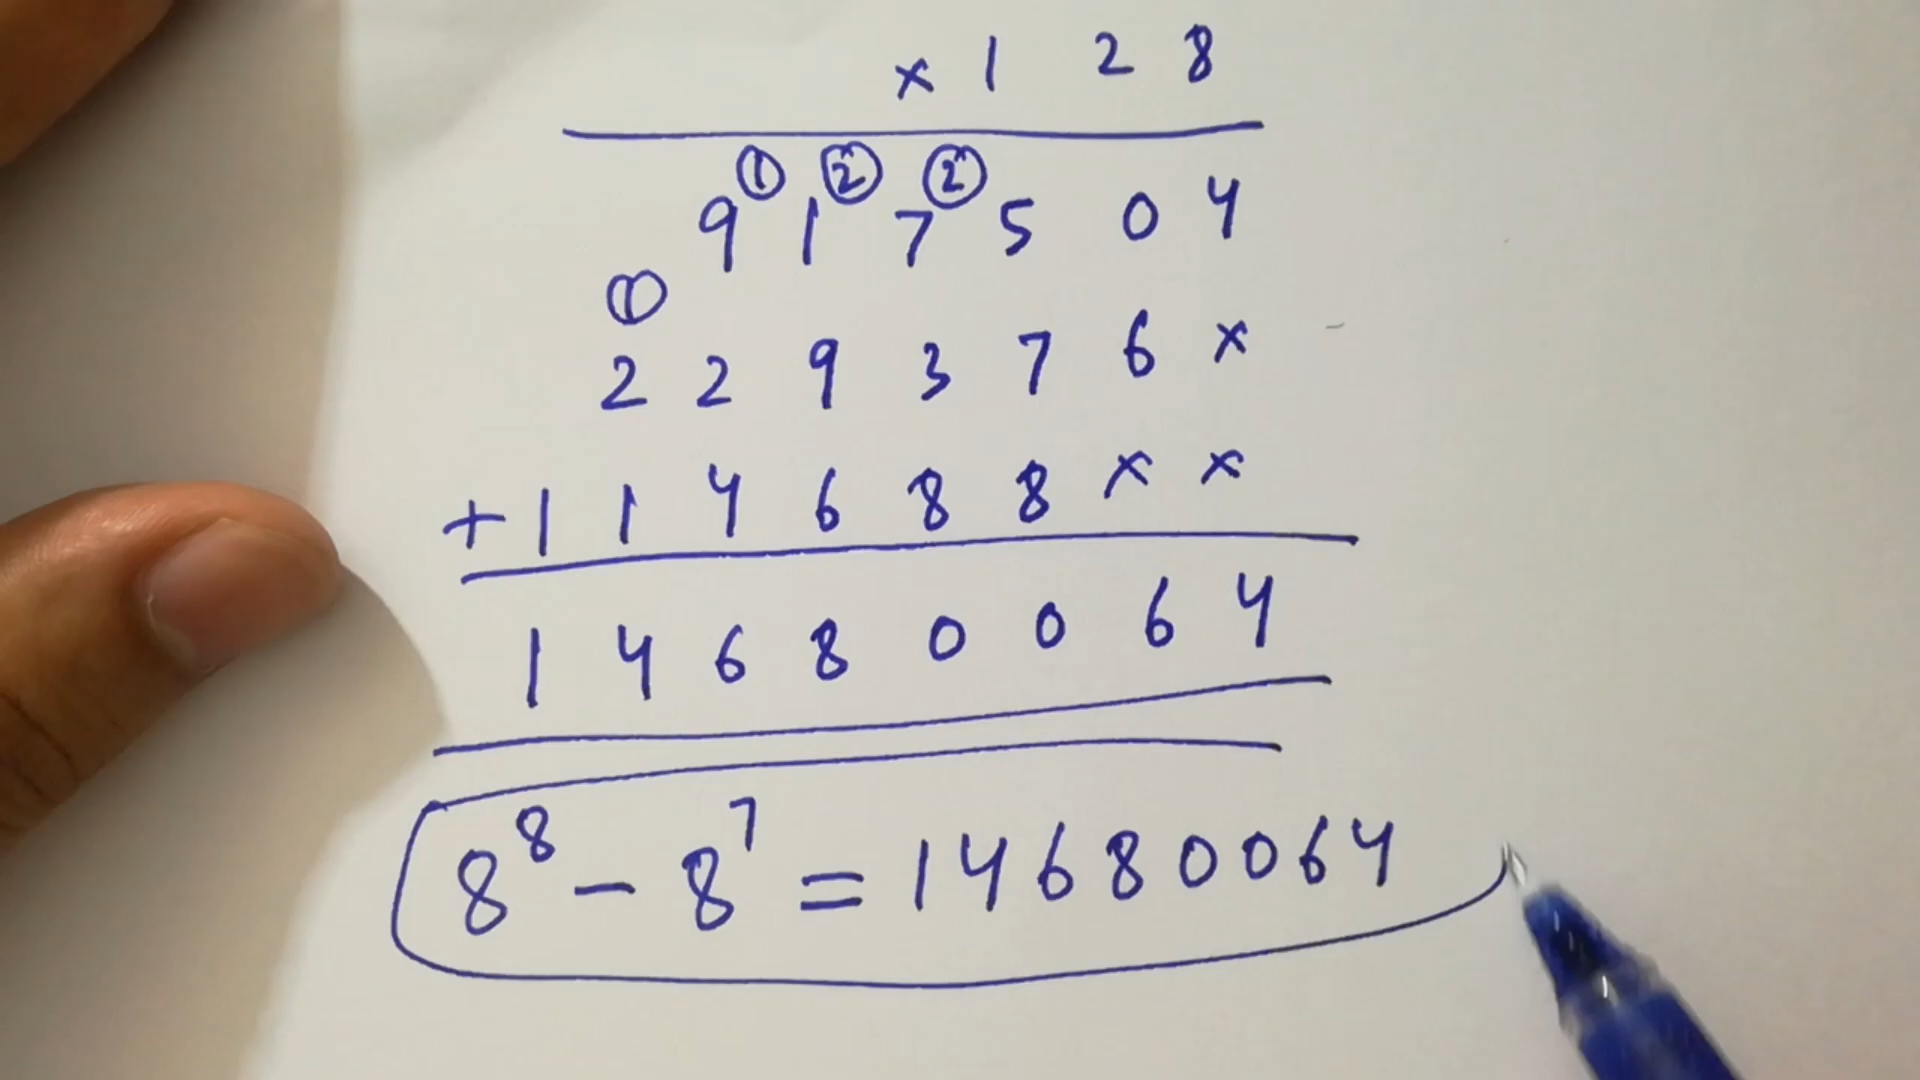 × 1 2 8
① ② ②
9 1 7 5 0 4
①
2 2 9 3 7 6 ×
+ 1 1 4 6 8 8 × ×
1 4 6 8 0 0 6 4
8⁸ − 8⁷ = 14680064